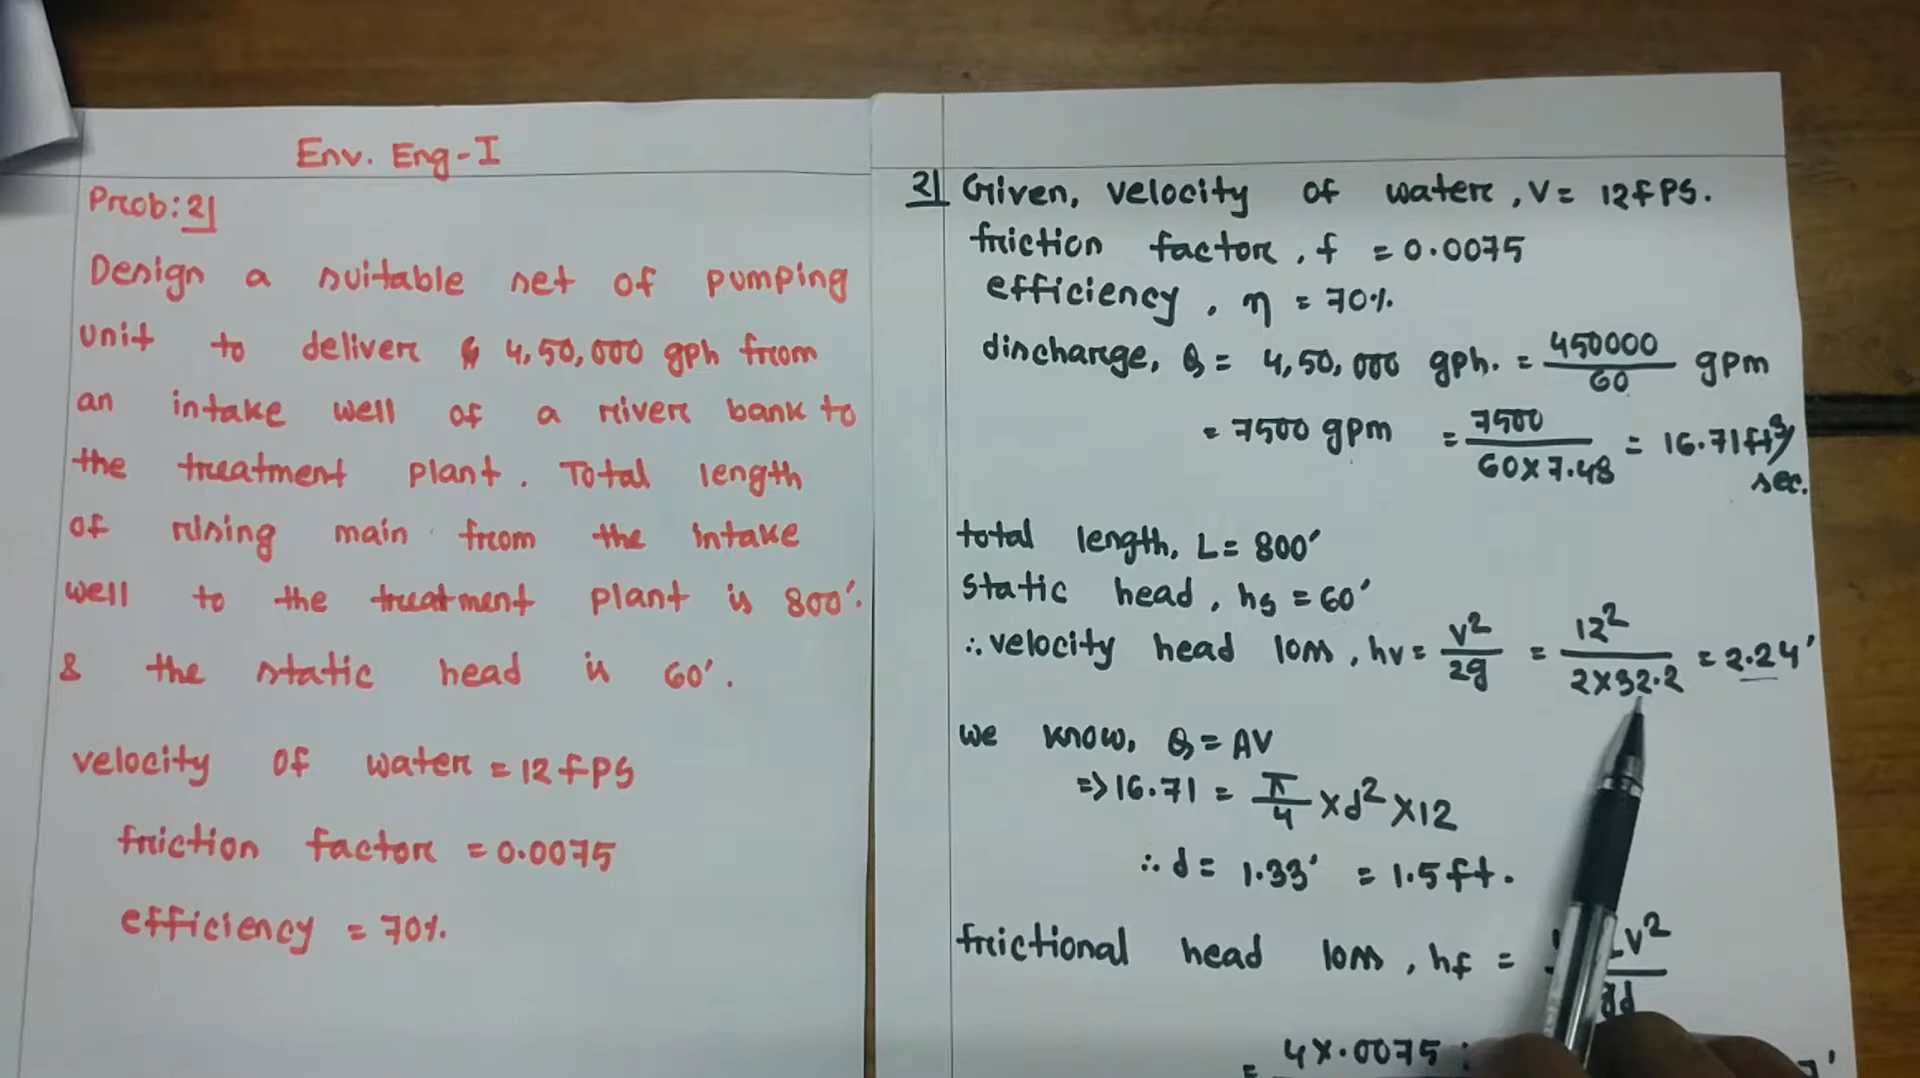 Env. Eng-I
Prob: 21
Design a suitable set of pumping
unit to deliver 4,50,000 gph from
an intake well of a river bank to
the treatment plant. Total length
of rising main from the intake
well to the treatment plant is 800'.
& the static head is 60'.
velocity of water = 12 fPS
friction factor = 0.0075
efficiency = 70%.
21 Given, velocity of water, V = 12fPS.
friction factor, f = 0.0075
efficiency, η = 70%.
discharge, Q = 4,50,000 gph. = 450000/60 gpm
= 7500 gpm = 7500/(60×7.48) = 16.71 ft³/sec.
total length, L = 800'
static head, hs = 60'
∴ velocity head loss, hv = v²/2g = 12²/(2×32.2) = 2.24'
we know, Q = AV
=> 16.71 = π/4 × d² × 12
∴ d = 1.33' = 1.5 ft.
frictional head loss, hf = Lv²/gd
= 4×.0075